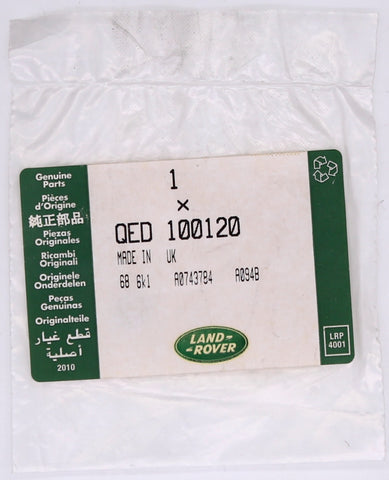 Genuine
Parts
Pièces
d'Origine
純正部品
Piezas
Originales
Ricambi
Originali
Originele
Onderdelen
Peças
Genuinas
Originalteile
قطع غيار
أصلية
2010
1
×
QED 100120
MADE IN UK
68 6k1 A0743784 A094B
LAND-
-ROVER
LRP
4001